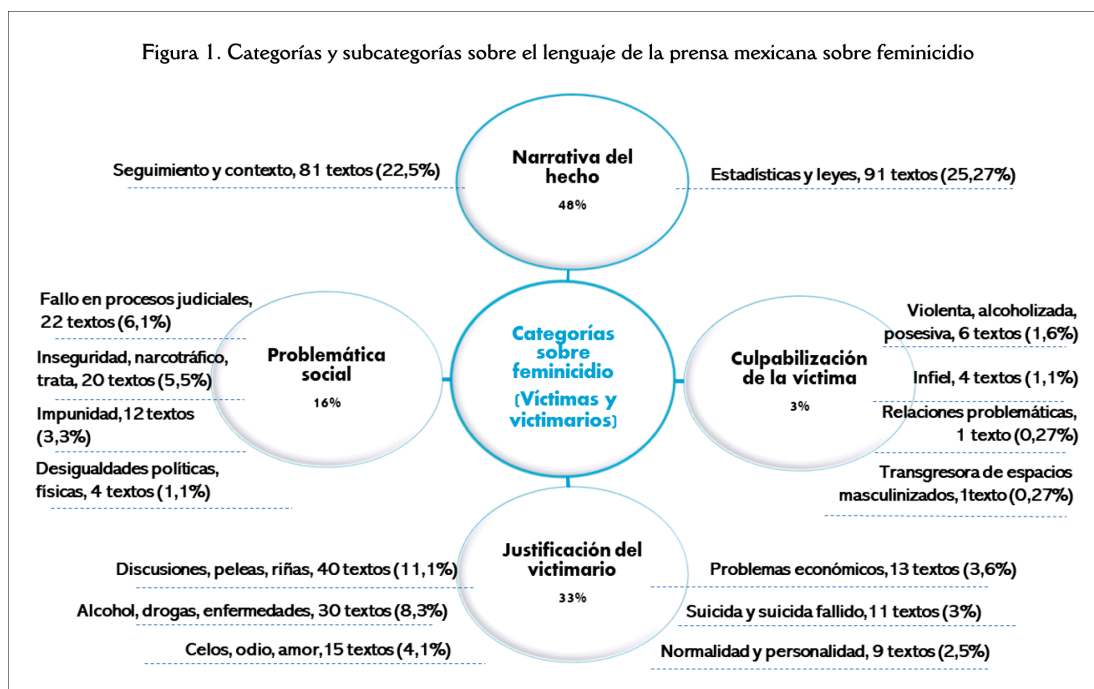 Figura 1. Categorías y subcategorías sobre el lenguaje de la prensa mexicana sobre feminicidio
Narrativa del
hecho
48%
Seguimiento y contexto, 81 textos (22,5%)
Estadísticas y leyes, 91 textos (25,27%)
Fallo en procesos judiciales,
22 textos (6,1%)
Inseguridad, narcotráfico,
trata, 20 textos (5,5%)
Impunidad, 12 textos
(3,3%)
Desigualdades políticas,
físicas, 4 textos (1,1%)
Problemática
social
16%
Categorías
sobre
feminicidio
(Víctimas y
victimarios)
Culpabilización
de la víctima
3%
Violenta, alcoholizada,
posesiva, 6 textos (1,6%)
Infiel, 4 textos (1,1%)
Relaciones problemáticas,
1 texto (0,27%)
Transgresora de espacios
masculinizados, 1texto (0,27%)
Justificación del
victimario
33%
Discusiones, peleas, riñas, 40 textos (11,1%)
Alcohol, drogas, enfermedades, 30 textos (8,3%)
Celos, odio, amor, 15 textos (4,1%)
Problemas económicos, 13 textos (3,6%)
Suicida y suicida fallido, 11 textos (3%)
Normalidad y personalidad, 9 textos (2,5%)